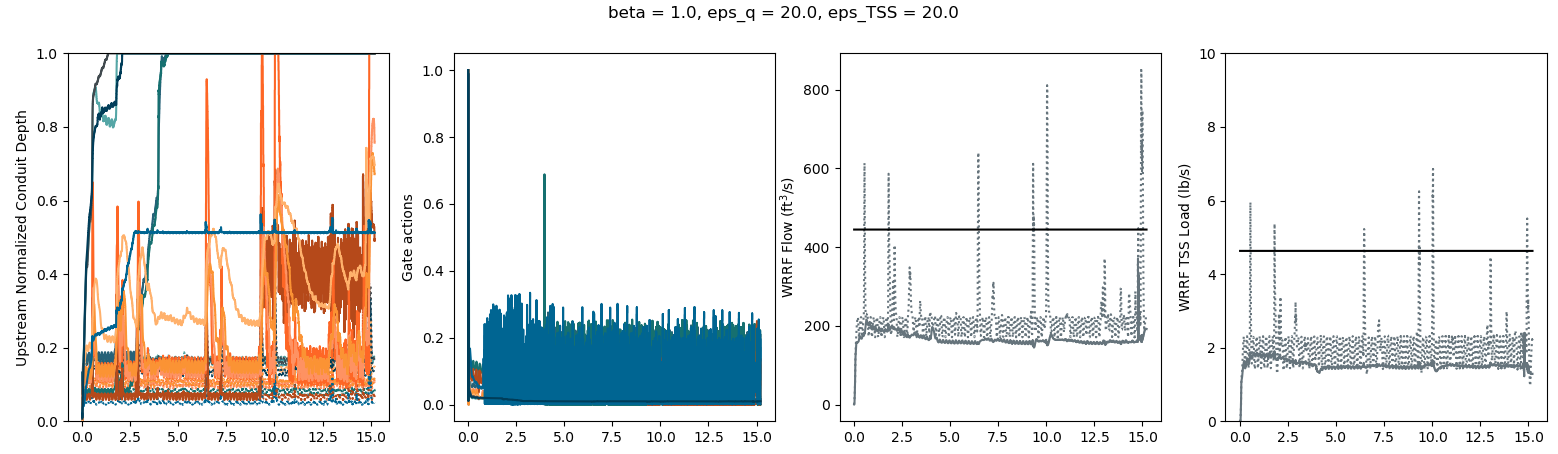 beta = 1.0, eps_q = 20.0, eps_TSS = 20.0
Upstream Normalized Conduit Depth
1.0
0.8
0.6
0.4
0.2
0.0
0.0 2.5 5.0 7.5 10.0 12.5 15.0
Gate actions
1.0
0.8
0.6
0.4
0.2
0.0
0.0 2.5 5.0 7.5 10.0 12.5 15.0
WRRF Flow (ft³/s)
800
600
400
200
0
0.0 2.5 5.0 7.5 10.0 12.5 15.0
WRRF TSS Load (lb/s)
10
8
6
4
2
0
0.0 2.5 5.0 7.5 10.0 12.5 15.0